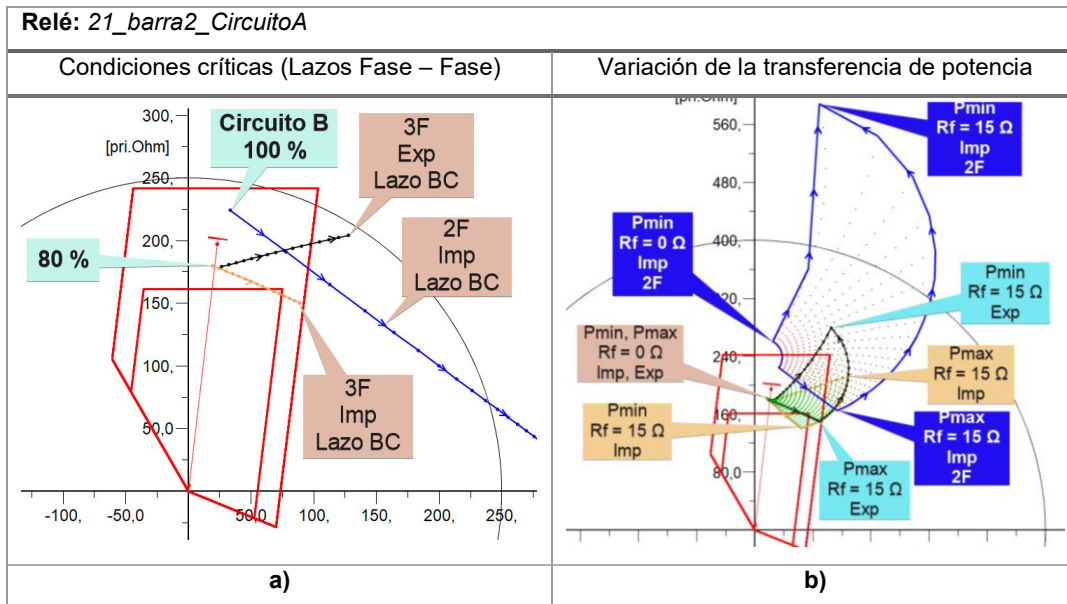 Relé: 21_barra2_CircuitoA
Condiciones críticas (Lazos Fase – Fase)
Variación de la transferencia de potencia
300,
[pri.Ohm]
250,
200,
150,
100,
50,0
-100,
-50,0
50,0
100,
150,
200,
250,
Circuito B
100 %
3F
Exp
Lazo BC
2F
Imp
Lazo BC
80 %
3F
Imp
Lazo BC
a)
[pri.Ohm]
560,
480,
400,
320,
240,
160,
80,0
Pmin
Rf = 15 Ω
Imp
2F
Pmin
Rf = 0 Ω
Imp
2F
Pmin
Rf = 15 Ω
Exp
Pmin, Pmax
Rf = 0 Ω
Imp, Exp
Pmax
Rf = 15 Ω
Imp
Pmin
Rf = 15 Ω
Imp
Pmax
Rf = 15 Ω
Exp
Pmax
Rf = 15 Ω
Imp
2F
b)